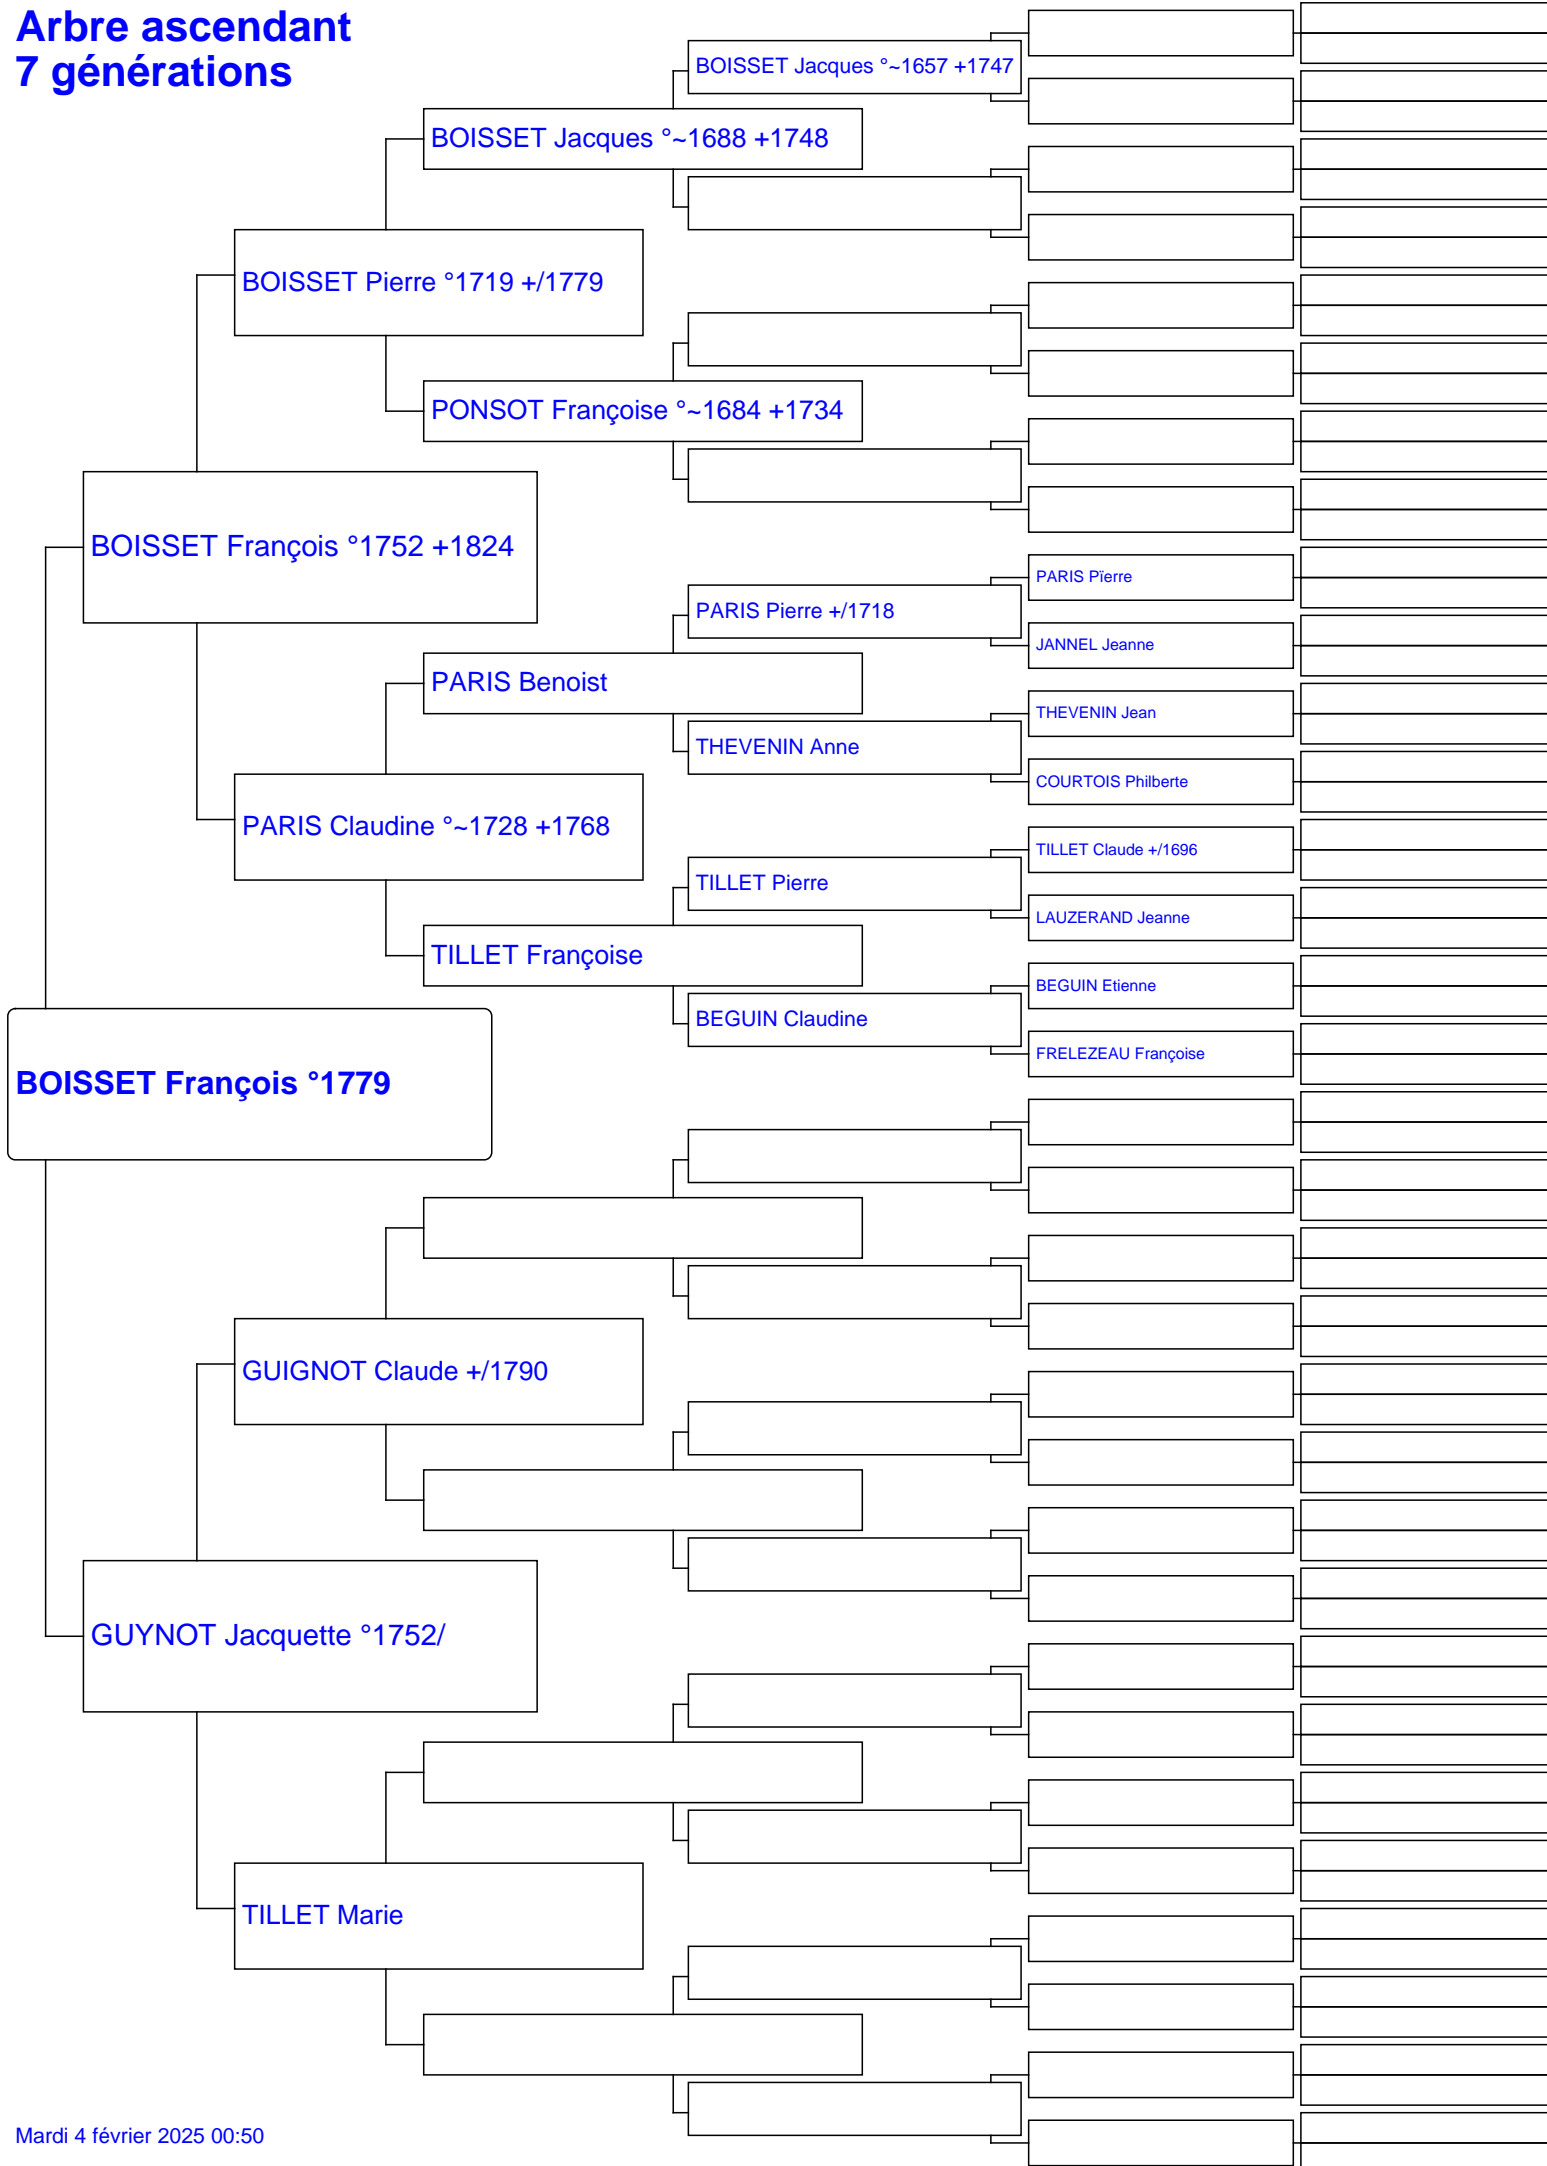 Arbre ascendant
7 générations
BOISSET Jacques °~1657 +1747
BOISSET Jacques °~1688 +1748
BOISSET Pierre °1719 +/1779
PONSOT Françoise °~1684 +1734
BOISSET François °1752 +1824
PARIS Pïerre
PARIS Pierre +/1718
JANNEL Jeanne
PARIS Benoist
THEVENIN Jean
THEVENIN Anne
COURTOIS Philberte
PARIS Claudine °~1728 +1768
TILLET Claude +/1696
TILLET Pierre
LAUZERAND Jeanne
TILLET Françoise
BEGUIN Etienne
BEGUIN Claudine
FRELEZEAU Françoise
BOISSET François °1779
GUIGNOT Claude +/1790
GUYNOT Jacquette °1752/
TILLET Marie
Mardi 4 février 2025 00:50